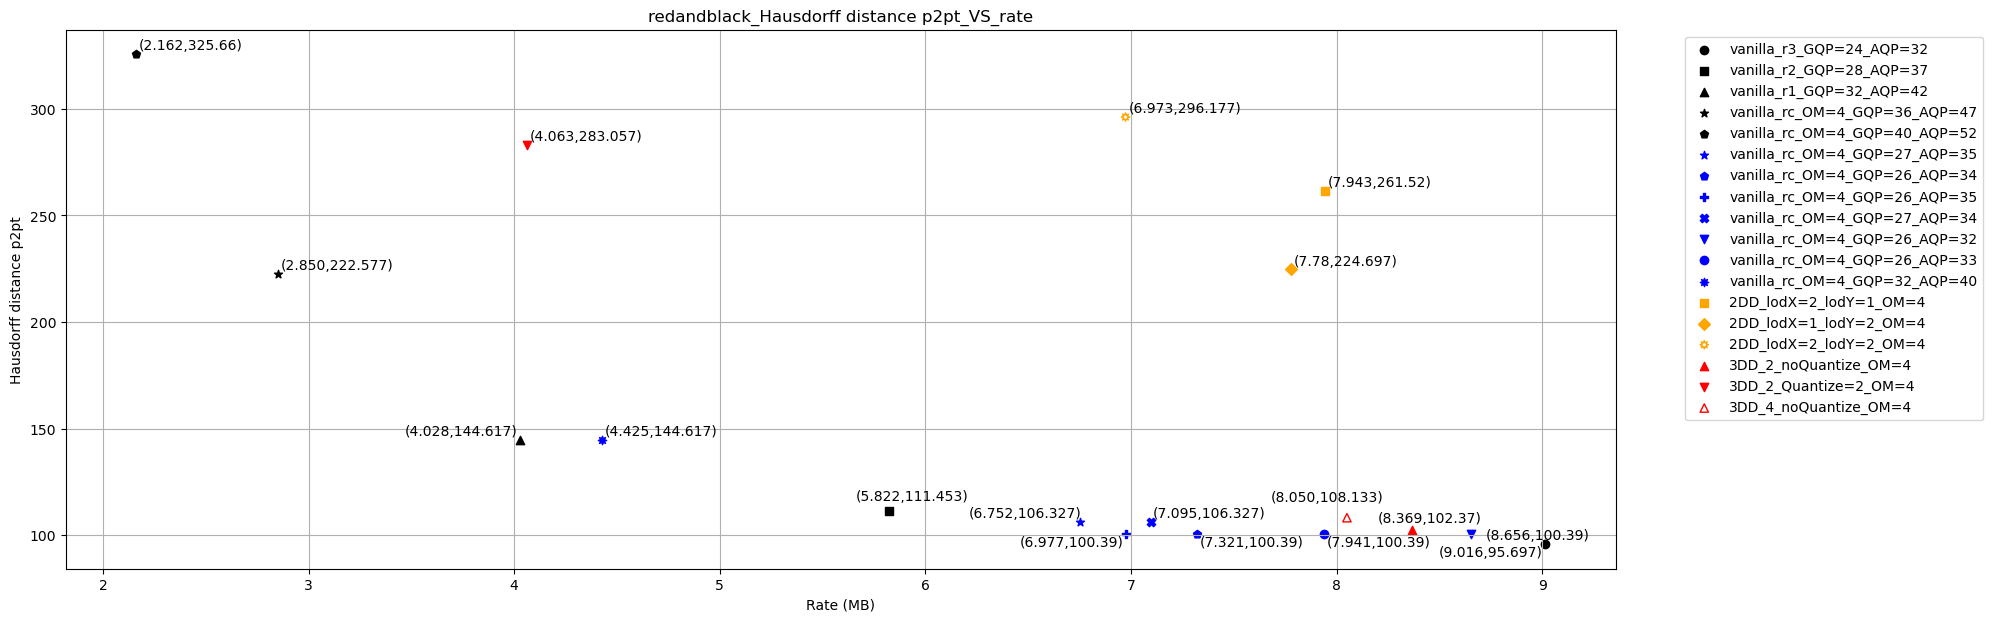 redandblack_Hausdorff distance p2pt_VS_rate
(2.162,325.66)
(6.973,296.177)
(4.063,283.057)
(7.943,261.52)
(2.850,222.577)
(7.78,224.697)
(4.028,144.617)
(4.425,144.617)
(5.822,111.453)
(8.050,108.133)
(6.752,106.327)
(7.095,106.327)
(8.369,102.37)
(8.656,100.39)
(6.977,100.39)
(7.321,100.39)
(7.941,100.39)
(9.016,95.697)
300
250
200
150
100
Hausdorff distance p2pt
2 3 4 5 6 7 8 9
Rate (MB)
vanilla_r3_GQP=24_AQP=32
vanilla_r2_GQP=28_AQP=37
vanilla_r1_GQP=32_AQP=42
vanilla_rc_OM=4_GQP=36_AQP=47
vanilla_rc_OM=4_GQP=40_AQP=52
vanilla_rc_OM=4_GQP=27_AQP=35
vanilla_rc_OM=4_GQP=26_AQP=34
vanilla_rc_OM=4_GQP=26_AQP=35
vanilla_rc_OM=4_GQP=27_AQP=34
vanilla_rc_OM=4_GQP=26_AQP=32
vanilla_rc_OM=4_GQP=26_AQP=33
vanilla_rc_OM=4_GQP=32_AQP=40
2DD_lodX=2_lodY=1_OM=4
2DD_lodX=1_lodY=2_OM=4
2DD_lodX=2_lodY=2_OM=4
3DD_2_noQuantize_OM=4
3DD_2_Quantize=2_OM=4
3DD_4_noQuantize_OM=4